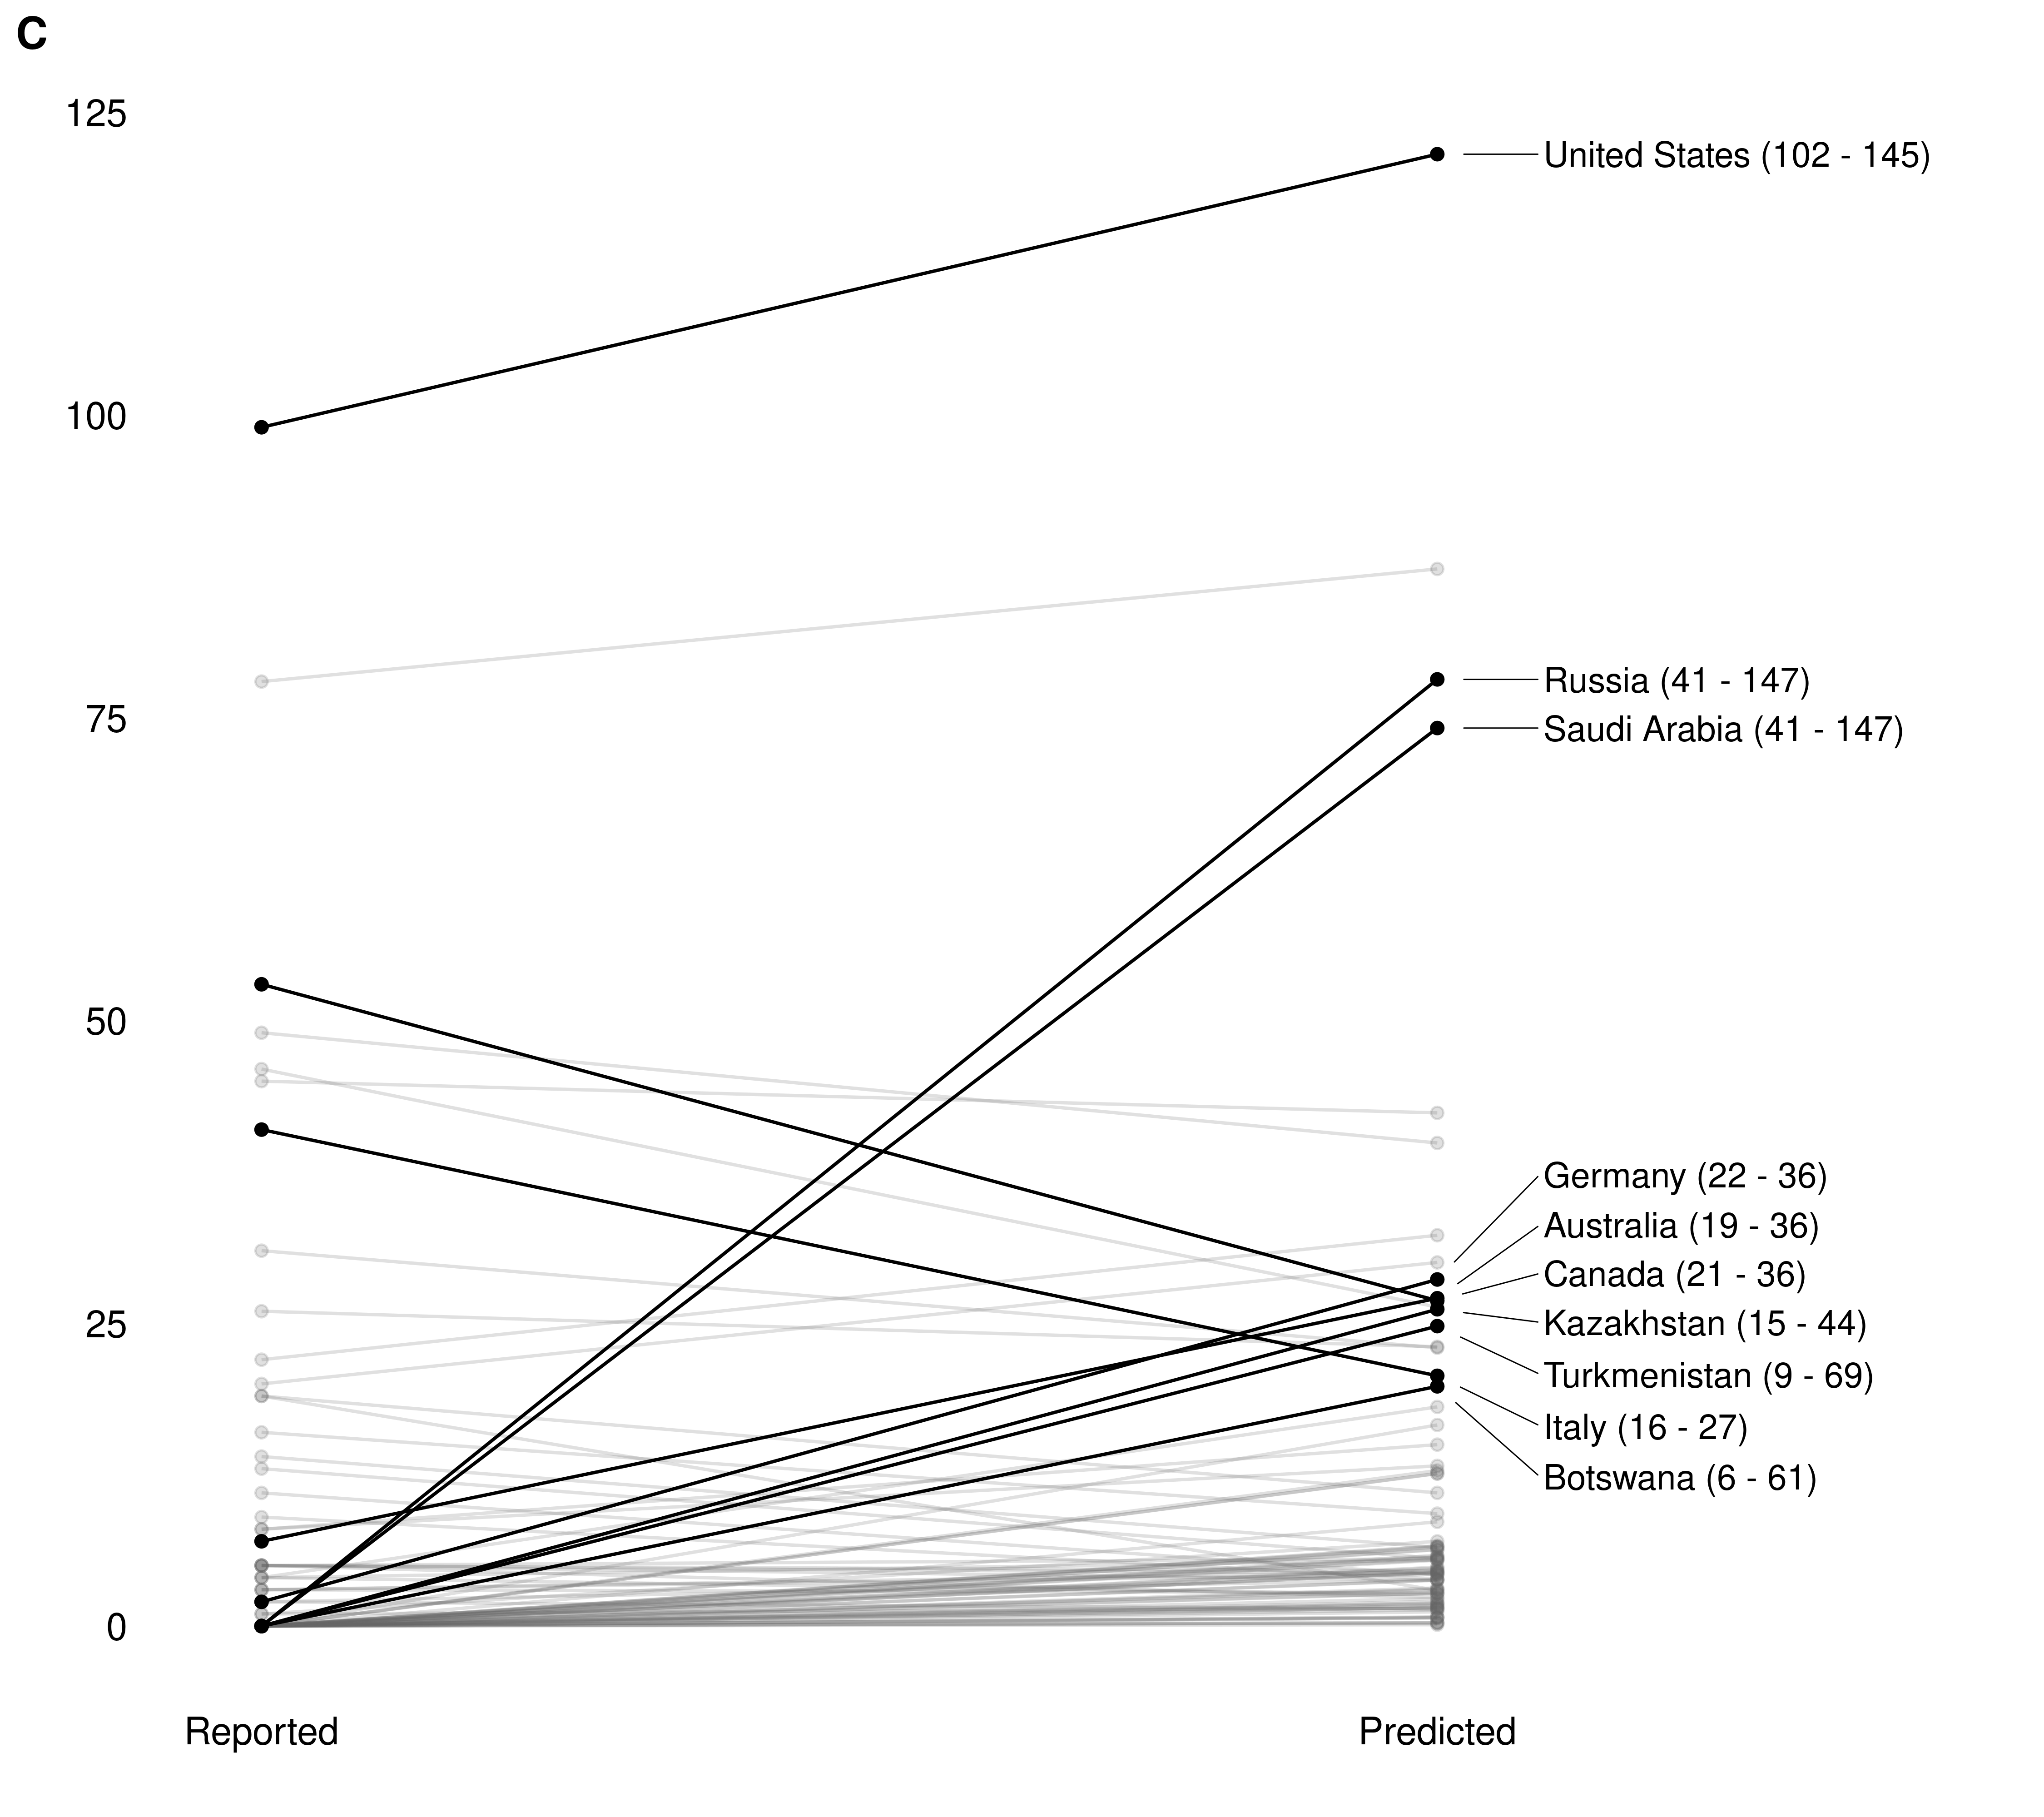 C
125
100
75
50
25
0
United States (102 - 145)
Russia (41 - 147)
Saudi Arabia (41 - 147)
Germany (22 - 36)
Australia (19 - 36)
Canada (21 - 36)
Kazakhstan (15 - 44)
Turkmenistan (9 - 69)
Italy (16 - 27)
Botswana (6 - 61)
Reported
Predicted